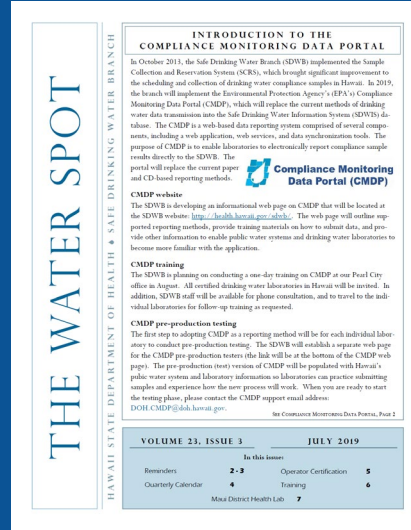 THE WATER SPOT
HAWAII STATE DEPARTMENT OF HEALTH ♦ SAFE DRINKING WATER BRANCH
INTRODUCTION TO THE
COMPLIANCE MONITORING DATA PORTAL
In October 2013, the Safe Drinking Water Branch (SDWB) implemented the Sample
Collection and Reservation System (SCRS), which brought significant improvement to
the scheduling and collection of drinking water compliance samples in Hawaii. In 2019,
the branch will implement the Environmental Protection Agency's (EPA's) Compliance
Monitoring Data Portal (CMDP), which will replace the current methods of drinking
water data transmission into the Safe Drinking Water Information System (SDWIS) da-
tabase. The CMDP is a web-based data reporting system comprised of several compo-
nents, including a web application, web services, and data synchronization tools. The
purpose of CMDP is to enable laboratories to electronically report compliance sample
results directly to the SDWB. The
portal will replace the current paper
and CD-based reporting methods.
Compliance Monitoring
Data Portal (CMDP)
CMDP website
The SDWB is developing an informational web page on CMDP that will be located at
the SDWB website: http://health.hawaii.gov/sdwb/. The web page will outline sup-
ported reporting methods, provide training materials on how to submit data, and pro-
vide other information to enable public water systems and drinking water laboratories to
become more familiar with the application.
CMDP training
The SDWB is planning on conducting a one-day training on CMDP at our Pearl City
office in August. All certified drinking water laboratories in Hawaii will be invited. In
addition, SDWB staff will be available for phone consultation, and to travel to the indi-
vidual laboratories for follow-up training as requested.
CMDP pre-production testing
The first step to adopting CMDP as a reporting method will be for each individual labor-
atory to conduct pre-production testing. The SDWB will establish a separate web page
for the CMDP pre-production testers (the link will be at the bottom of the CMDP web
page). The pre-production (test) version of CMDP will be populated with Hawaii's
pulic water system and laboratory information so laboratories can practice submitting
samples and experience how the new process will work. When you are ready to start
the testing phase, please contact the CMDP support email address:
DOH.CMDP@doh.hawaii.gov.
SEE COMPLIANCE MONITORING DATA PORTAL, PAGE 2
VOLUME 23, ISSUE 3 JULY 2019
In this issue:
Reminders 2 - 3 Operator Certification 5
Quarterly Calendar 4 Training 6
Maui District Health Lab 7